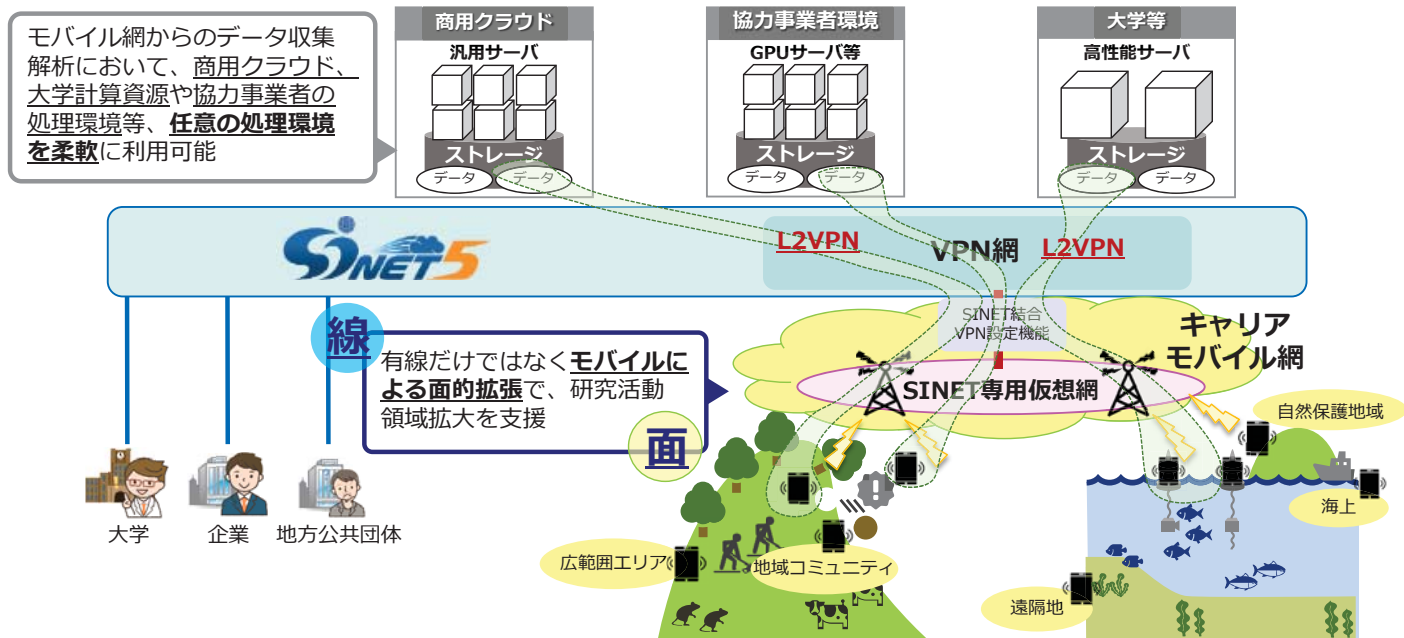 モバイル網からのデータ収集
解析において、商用クラウド、
大学計算資源や協力事業者の
処理環境等、任意の処理環境
を柔軟に利用可能
商用クラウド
汎用サーバ
ストレージ
データ
データ
協力事業者環境
GPUサーバ等
ストレージ
データ
データ
大学等
高性能サーバ
ストレージ
データ
データ
SINET5
L2VPN
VPN網
L2VPN
SINET結合
VPN設定機能
キャリア
モバイル網
SINET専用仮想網
線
有線だけではなくモバイルに
よる面的拡張で、研究活動
領域拡大を支援
面
大学
企業
地方公共団体
自然保護地域
海上
広範囲エリア
地域コミュニティ
遠隔地